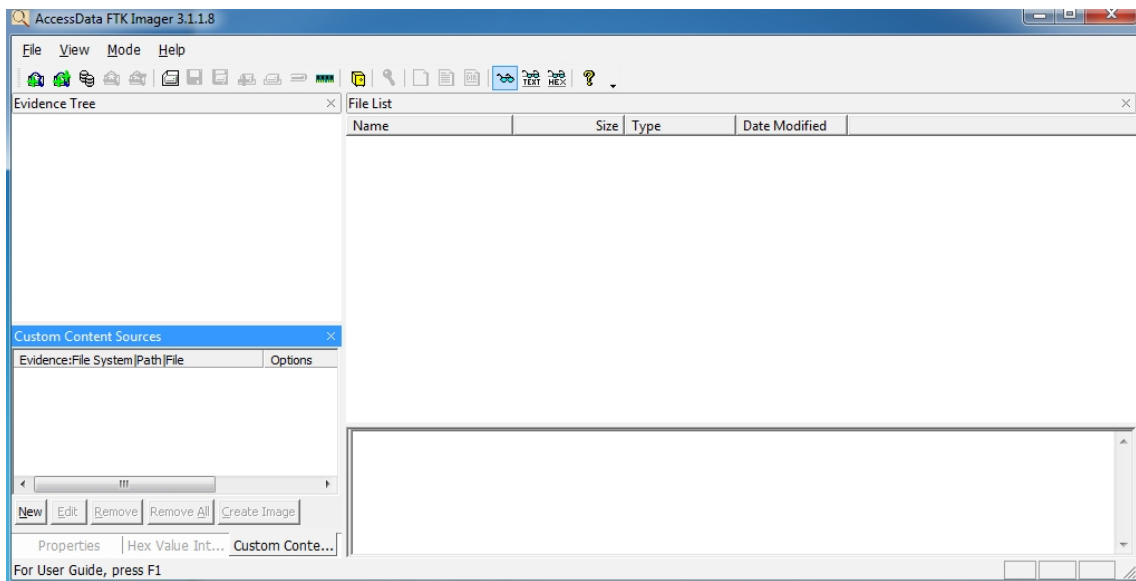 AccessData FTK Imager 3.1.1.8
File View Mode Help
TEXT HEX
Evidence Tree
File List
Name Size Type Date Modified
Custom Content Sources
Evidence:File System|Path|File Options
New Edit Remove Remove All Create Image
Properties Hex Value Int... Custom Conte...
For User Guide, press F1